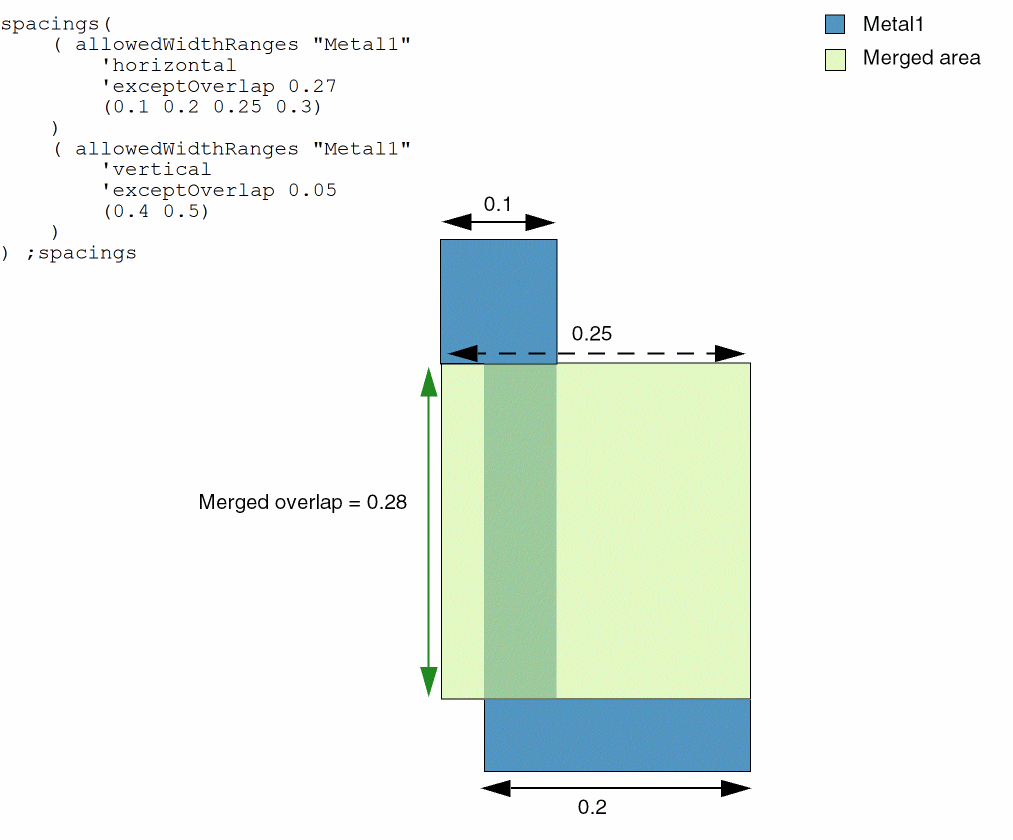 spacings(
    ( allowedWidthRanges "Metal1"
        'horizontal
        'exceptOverlap 0.27
        (0.1 0.2 0.25 0.3)
    )
    ( allowedWidthRanges "Metal1"
        'vertical
        'exceptOverlap 0.05
        (0.4 0.5)
    )
) ;spacings
Metal1
Merged area
0.1
0.25
Merged overlap = 0.28
0.2